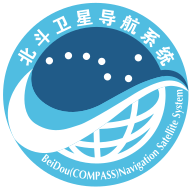 北斗卫星导航系统
BeiDou(COMPASS)Navigation Satellite System